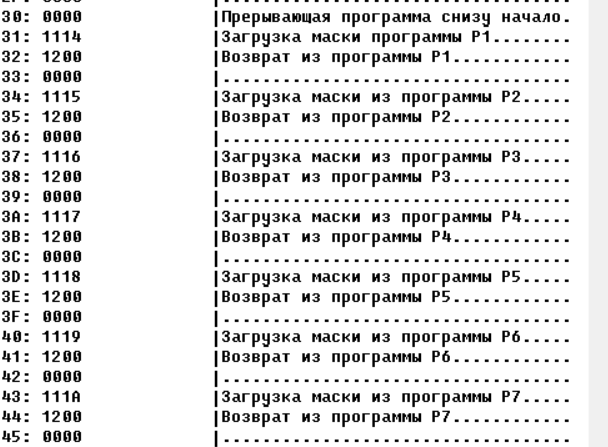 30: 0000 |Прерывающая программа снизу начало.
31: 1114 |Загрузка маски программы P1........
32: 1200 |Возврат из программы P1............
33: 0000 |...................................
34: 1115 |Загрузка маски из программы P2.....
35: 1200 |Возврат из программы P2............
36: 0000 |...................................
37: 1116 |Загрузка маски из программы P3.....
38: 1200 |Возврат из программы P3............
39: 0000 |...................................
3A: 1117 |Загрузка маски из программы P4.....
3B: 1200 |Возврат из программы P4............
3C: 0000 |...................................
3D: 1118 |Загрузка маски из программы P5.....
3E: 1200 |Возврат из программы P5............
3F: 0000 |...................................
40: 1119 |Загрузка маски из программы P6.....
41: 1200 |Возврат из программы P6............
42: 0000 |...................................
43: 111A |Загрузка маски из программы P7.....
44: 1200 |Возврат из программы P7............
45: 0000 |...................................